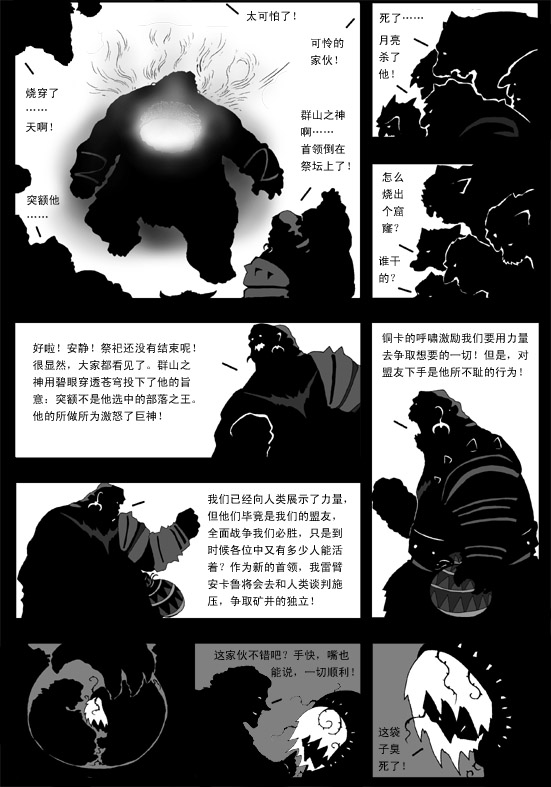 太可怕了！
可怜的
家伙！
烧穿了
……
天啊！
群山之神
啊……
首领倒在
祭坛上了！
突额他
……
死了……
月亮
杀了
他！
怎么
烧出
个窟
窿？
谁干
的？
好啦！安静！祭祀还没有结束呢！
很显然，大家都看见了。群山之
神用碧眼穿透苍穹投下了他的旨
意：突额不是他选中的部落之王。
他的所做所为激怒了巨神！
铜卡的呼啸激励我们要用力量
去争取想要的一切！但是，对
盟友下手是他所不耻的行为！
我们已经向人类展示了力量，
但他们毕竟是我们的盟友，
全面战争我们必胜，只是到
时候各位中又有多少人能活
着？作为新的首领，我雷臂
安卡鲁将会去和人类谈判施
压，争取矿井的独立！
这家伙不错吧？手快，嘴也
能说，一切顺利！
这袋
子臭
死了！